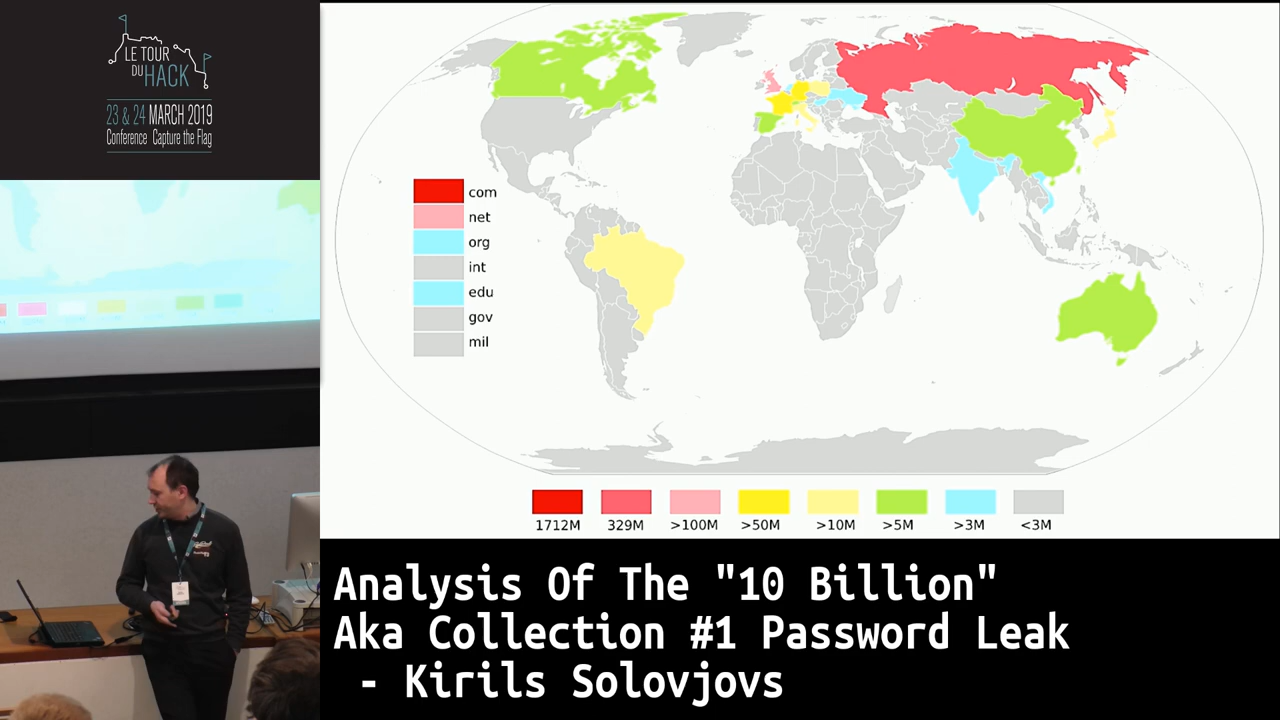 LE TOUR
DU HACK
23 & 24 MARCH 2019
Conference Capture the Flag
com
net
org
int
edu
gov
mil
1712M
329M
>100M
>50M
>10M
>5M
>3M
<3M
Analysis Of The "10 Billion"
Aka Collection #1 Password Leak
- Kirils Solovjovs